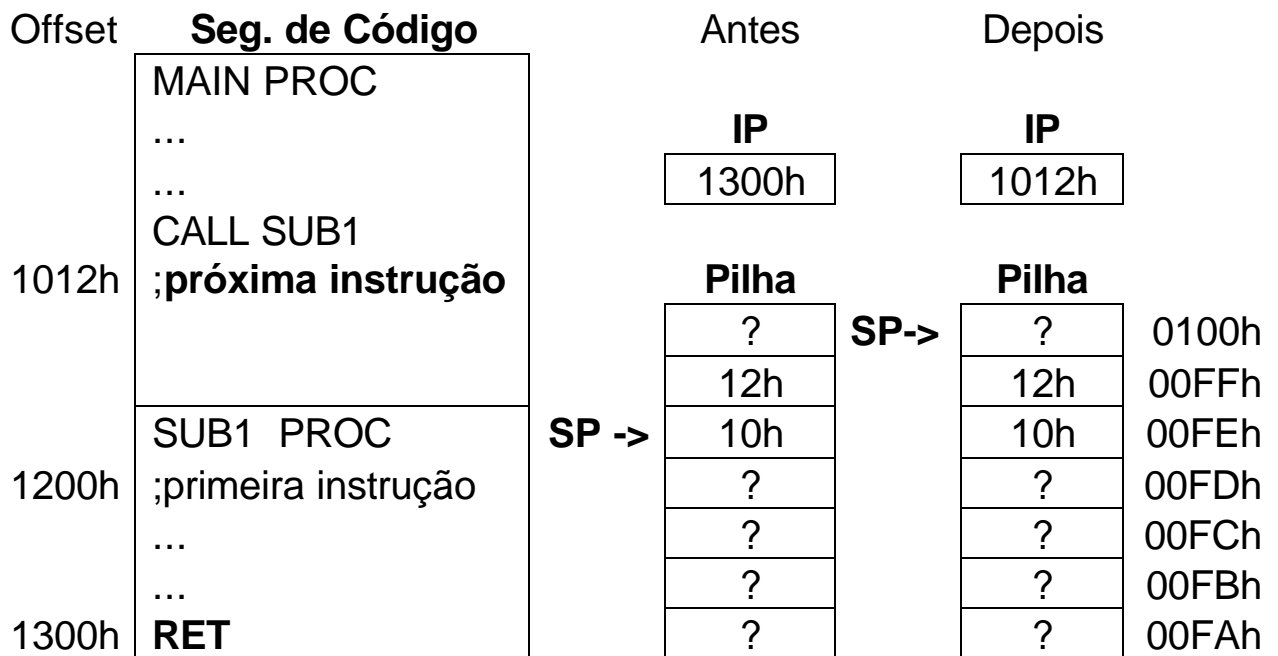 Offset Seg. de Código Antes Depois
MAIN PROC
... IP IP
... 1300h 1012h
CALL SUB1
1012h ;próxima instrução Pilha Pilha
? SP-> ? 0100h
12h 12h 00FFh
SUB1 PROC SP -> 10h 10h 00FEh
1200h ;primeira instrução ? ? 00FDh
... ? ? 00FCh
... ? ? 00FBh
1300h RET ? ? 00FAh